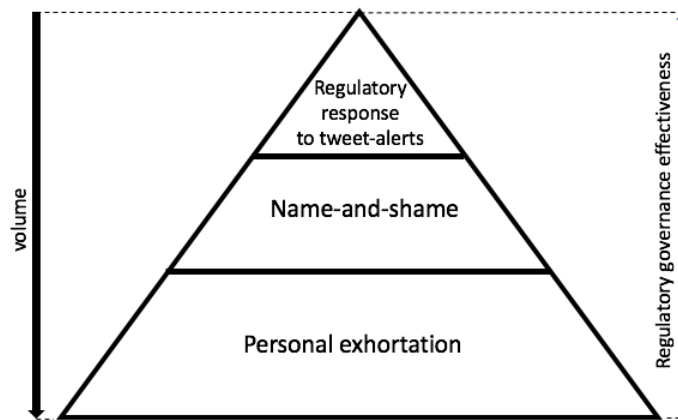 Regulatory
response
to tweet-alerts
Name-and-shame
Personal exhortation
volume
Regulatory governance effectiveness